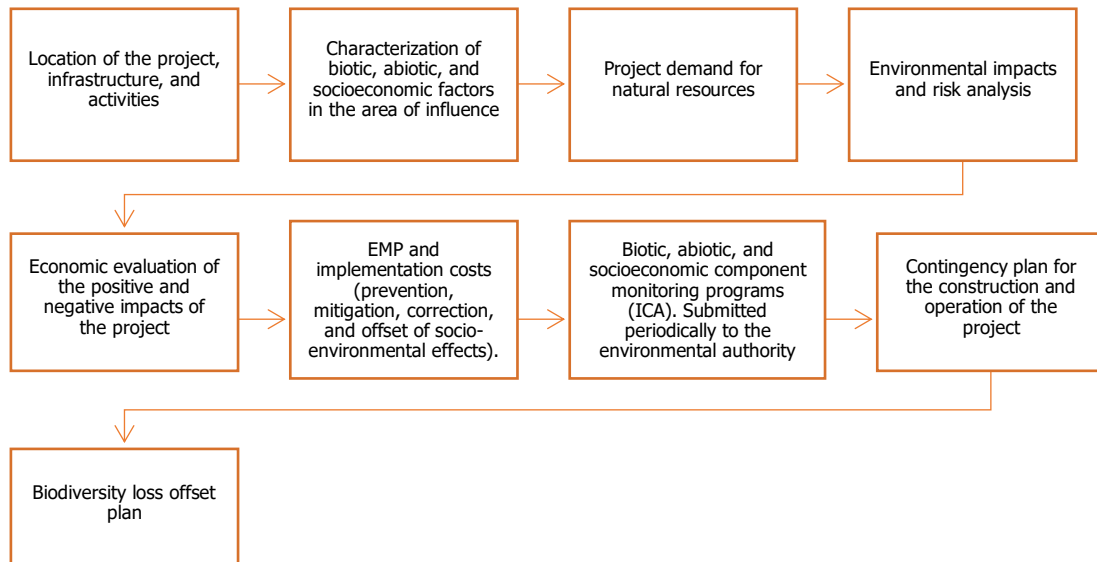 Location of the project,
infrastructure, and
activities
Characterization of
biotic, abiotic, and
socioeconomic factors
in the area of influence
Project demand for
natural resources
Environmental impacts
and risk analysis
Economic evaluation of
the positive and
negative impacts of
the project
EMP and
implementation costs
(prevention,
mitigation, correction,
and offset of socio-
environmental effects).
Biotic, abiotic, and
socioeconomic component
monitoring programs
(ICA). Submitted
periodically to the
environmental authority
Contingency plan for
the construction and
operation of the
project
Biodiversity loss offset
plan